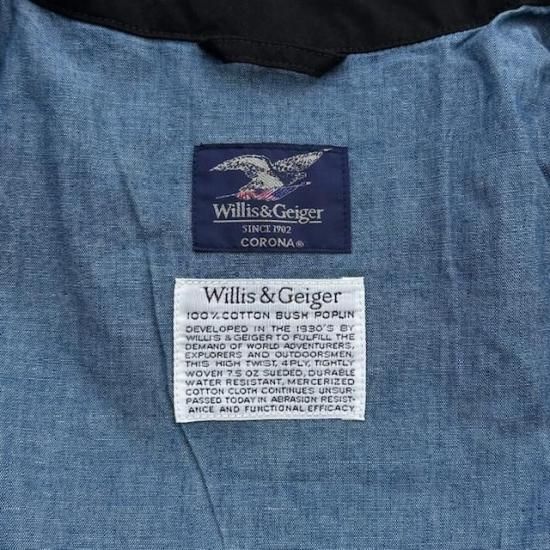 Willis & Geiger
SINCE 1902
CORONA®
Willis & Geiger
100% COTTON BUSH POPLIN
DEVELOPED IN THE 1930'S BY
WILLIS & GEIGER TO FULFILL THE
DEMAND OF WORLD ADVENTURERS,
EXPLORERS AND OUTDOORSMEN,
THIS HIGH TWIST, 4PLY, TIGHTLY
WOVEN 7.5 OZ SUEDED, DURABLE
WATER RESISTANT, MERCERIZED
COTTON CLOTH CONTINUES UNSUR-
PASSED TODAY IN ABRASION RESIST-
ANCE AND FUNCTIONAL EFFICACY